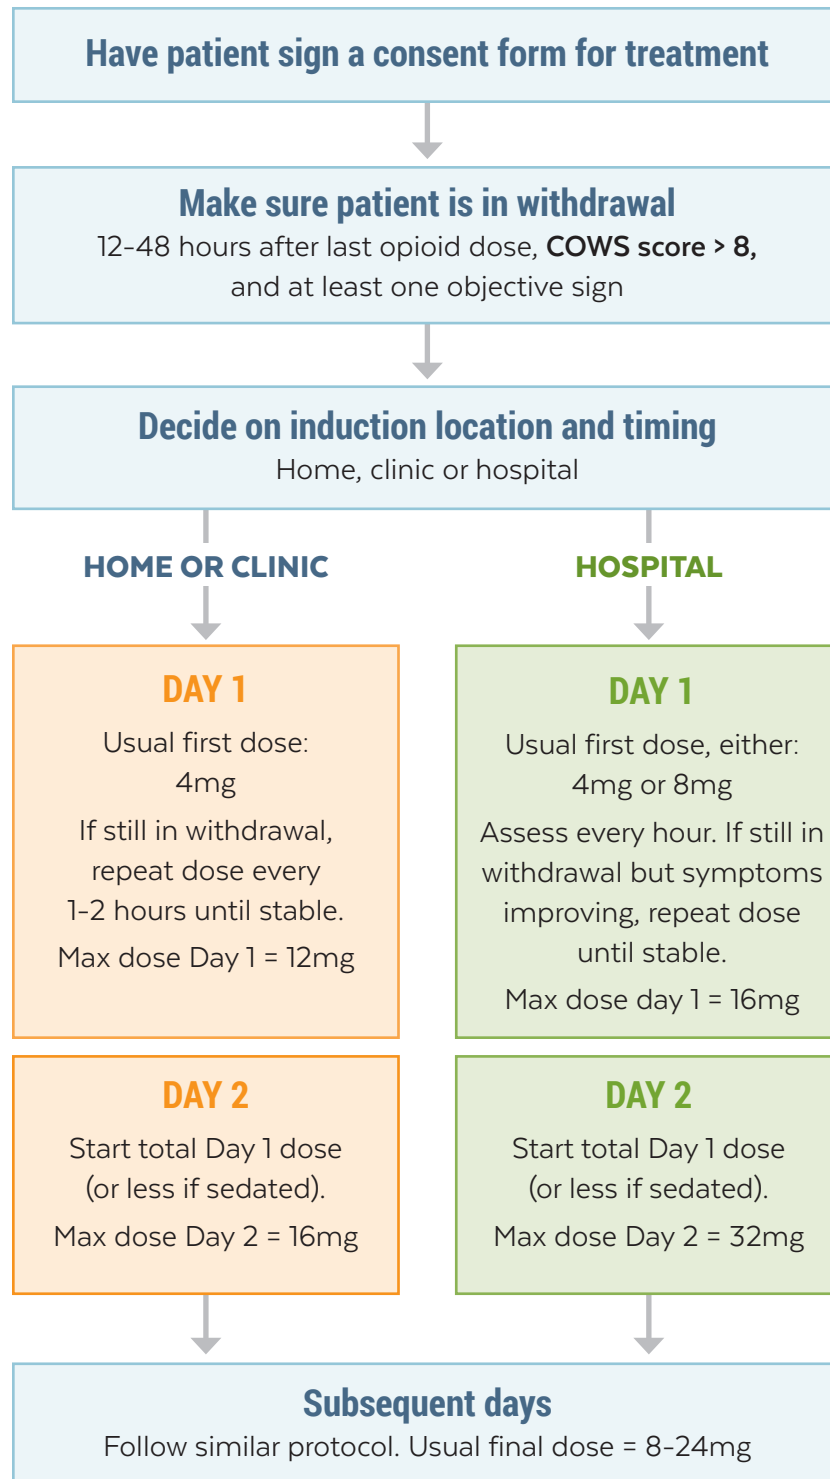 Have patient sign a consent form for treatment
Make sure patient is in withdrawal
12-48 hours after last opioid dose, COWS score > 8,
and at least one objective sign
Decide on induction location and timing
Home, clinic or hospital
HOME OR CLINIC
DAY 1
Usual first dose:
4mg
If still in withdrawal,
repeat dose every
1-2 hours until stable.
Max dose Day 1 = 12mg
DAY 2
Start total Day 1 dose
(or less if sedated).
Max dose Day 2 = 16mg
HOSPITAL
DAY 1
Usual first dose, either:
4mg or 8mg
Assess every hour. If still in
withdrawal but symptoms
improving, repeat dose
until stable.
Max dose day 1 = 16mg
DAY 2
Start total Day 1 dose
(or less if sedated).
Max dose Day 2 = 32mg
Subsequent days
Follow similar protocol. Usual final dose = 8-24mg